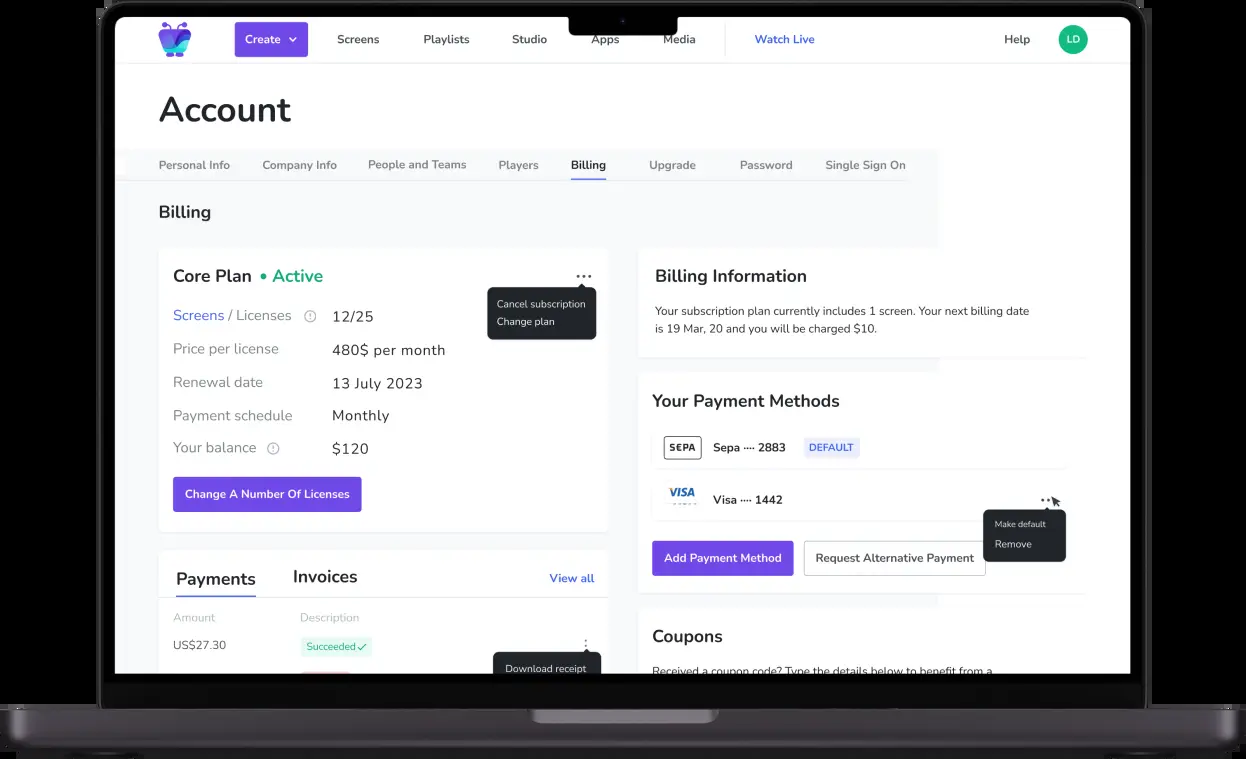 Create Screens Playlists Studio Apps Media Watch Live Help LD
Account
Personal Info Company Info People and Teams Players Billing Upgrade Password Single Sign On
Billing
Core Plan • Active
Cancel subscription
Change plan
Screens / Licenses 12/25
Price per license 480$ per month
Renewal date 13 July 2023
Payment schedule Monthly
Your balance $120
Change A Number Of Licenses
Payments Invoices View all
Amount Description
US$27.30 Succeeded
Download receipt
Billing Information
Your subscription plan currently includes 1 screen. Your next billing date
is 19 Mar, 20 and you will be charged $10.
Your Payment Methods
SEPA Sepa ···· 2883 DEFAULT
VISA Visa ···· 1442
Make default
Remove
Add Payment Method Request Alternative Payment
Coupons
Received a coupon code? Type the details below to benefit from a